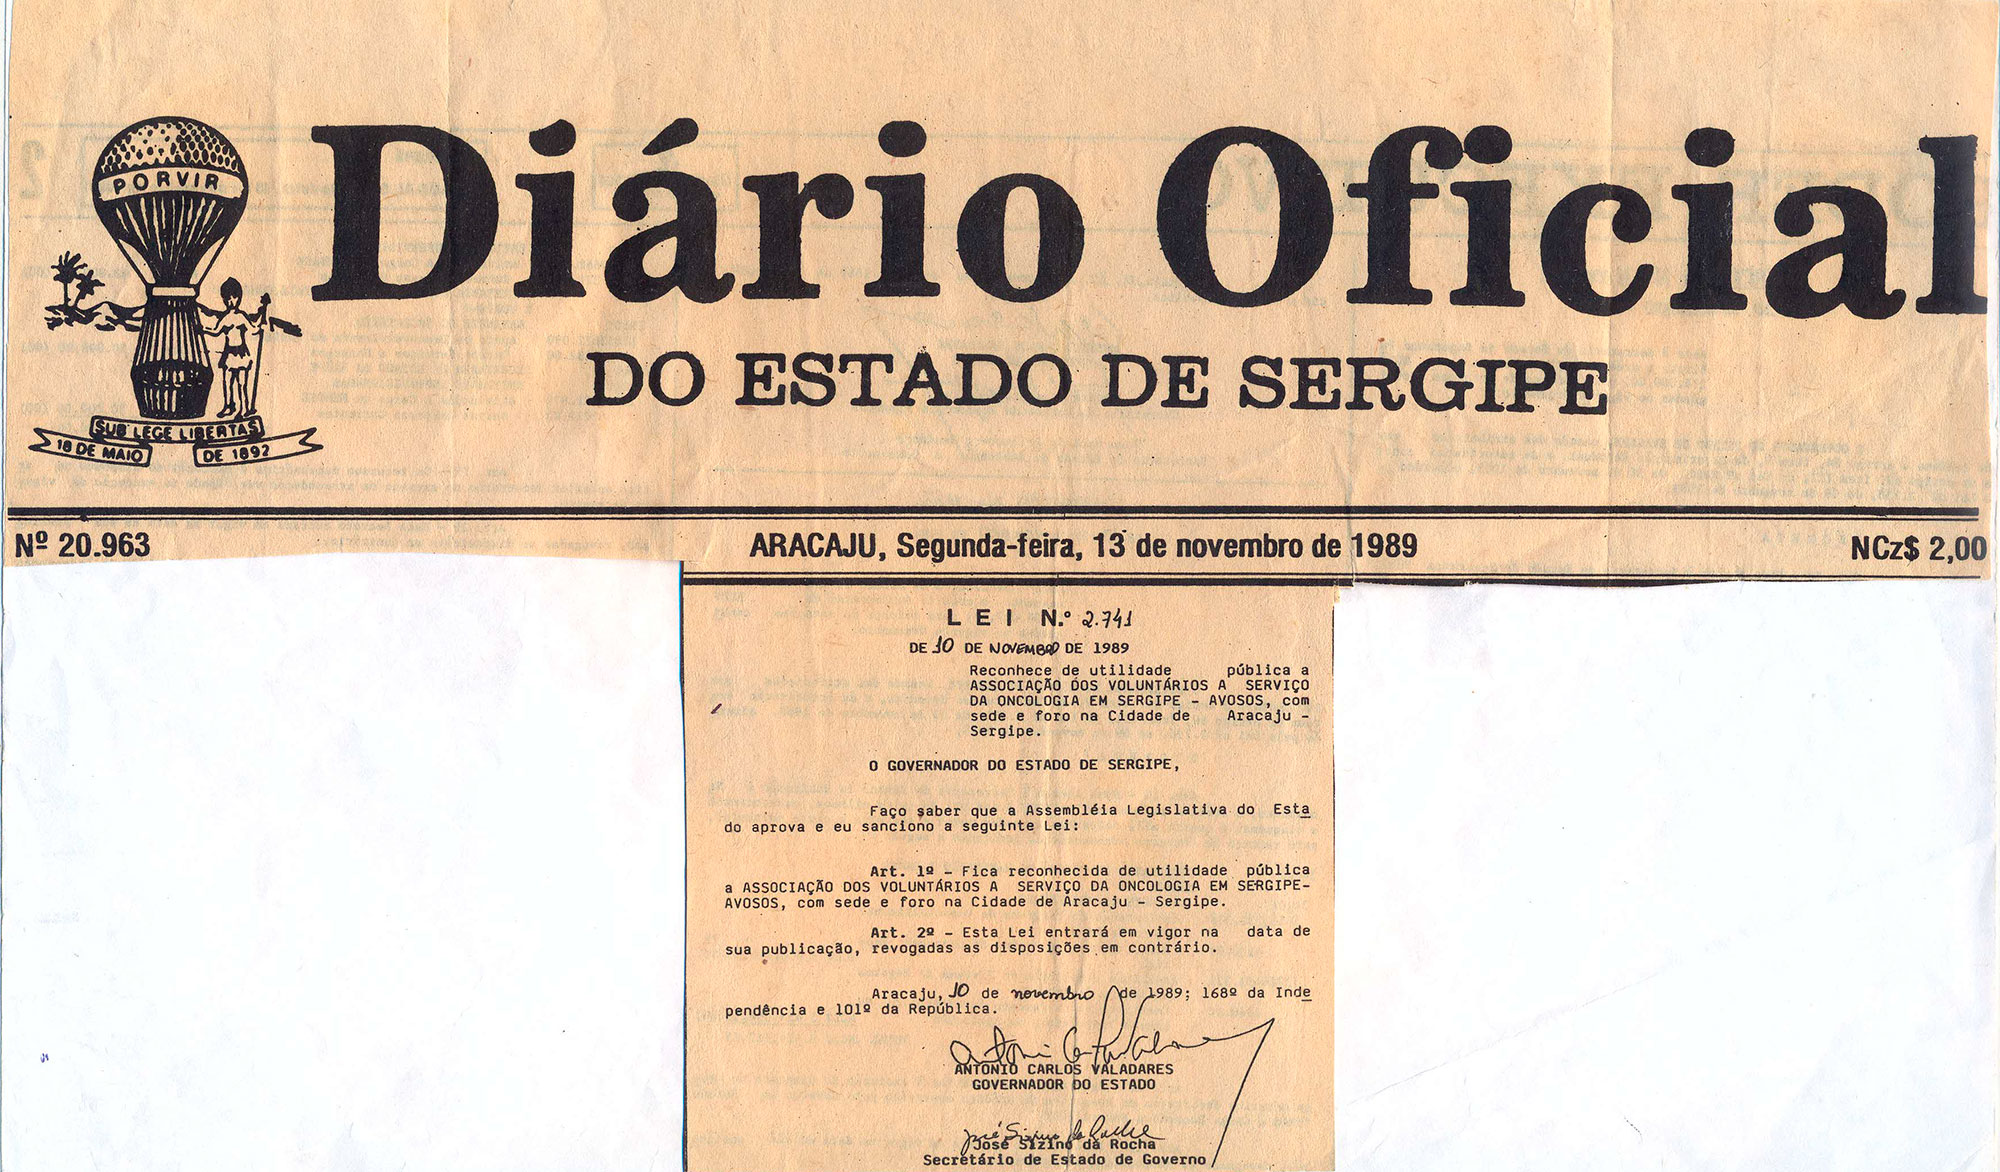 PORVIR
SUB LEGE LIBERTAS
18 DE MAIO DE 1892
Diário Oficial
DO ESTADO DE SERGIPE
Nº 20.963 ARACAJU, Segunda-feira, 13 de novembro de 1989 NCz$ 2,00
LEI N.º 2.741
DE 10 DE NOVEMBRO DE 1989
Reconhece de utilidade pública a
ASSOCIAÇÃO DOS VOLUNTÁRIOS A SERVIÇO
DA ONCOLOGIA EM SERGIPE - AVOSOS, com
sede e foro na Cidade de Aracaju -
Sergipe.
O GOVERNADOR DO ESTADO DE SERGIPE,
Faço saber que a Assembléia Legislativa do Esta
do aprova e eu sanciono a seguinte Lei:
Art. 1º - Fica reconhecida de utilidade pública
a ASSOCIAÇÃO DOS VOLUNTÁRIOS A SERVIÇO DA ONCOLOGIA EM SERGIPE-
AVOSOS, com sede e foro na Cidade de Aracaju - Sergipe.
Art. 2º - Esta Lei entrará em vigor na data de
sua publicação, revogadas as disposições em contrário.
Aracaju, 10 de novembro de 1989; 168º da Inde
pendência e 101º da República.
ANTONIO CARLOS VALADARES
GOVERNADOR DO ESTADO
José Sizino da Rocha
José Sizino da Rocha
Secretário de Estado de Governo